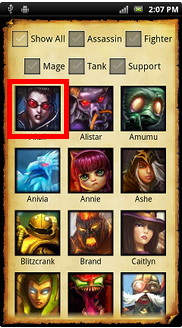 2:07 PM
Show All Assassin Fighter
Mage Tank Support
Alistar Amumu
Anivia Annie Ashe
Blitzcrank Brand Caitlyn